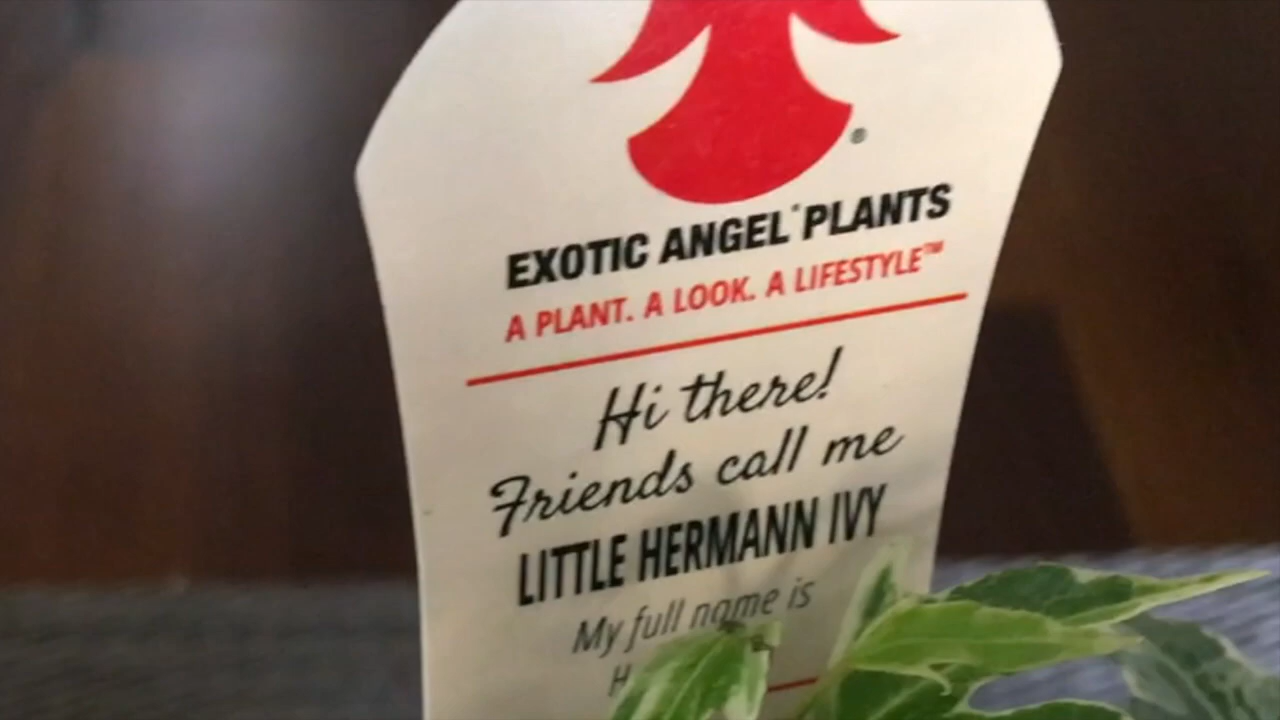 EXOTIC ANGEL® PLANTS
A PLANT. A LOOK. A LIFESTYLE™
Hi there!
Friends call me
LITTLE HERMANN IVY
My full name is